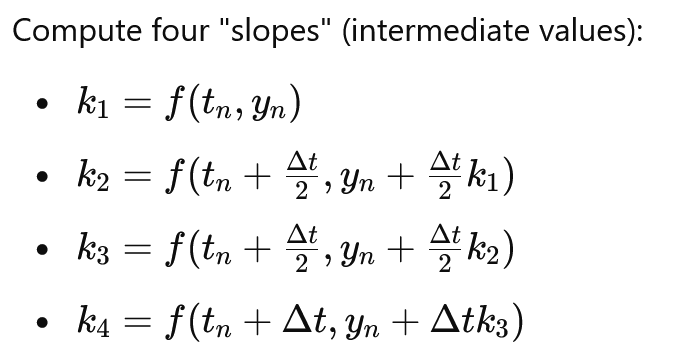 Compute four "slopes" (intermediate values):
• k₁ = f(tₙ, yₙ)
• k₂ = f(tₙ + Δt/2, yₙ + Δt/2 k₁)
• k₃ = f(tₙ + Δt/2, yₙ + Δt/2 k₂)
• k₄ = f(tₙ + Δt, yₙ + Δtk₃)